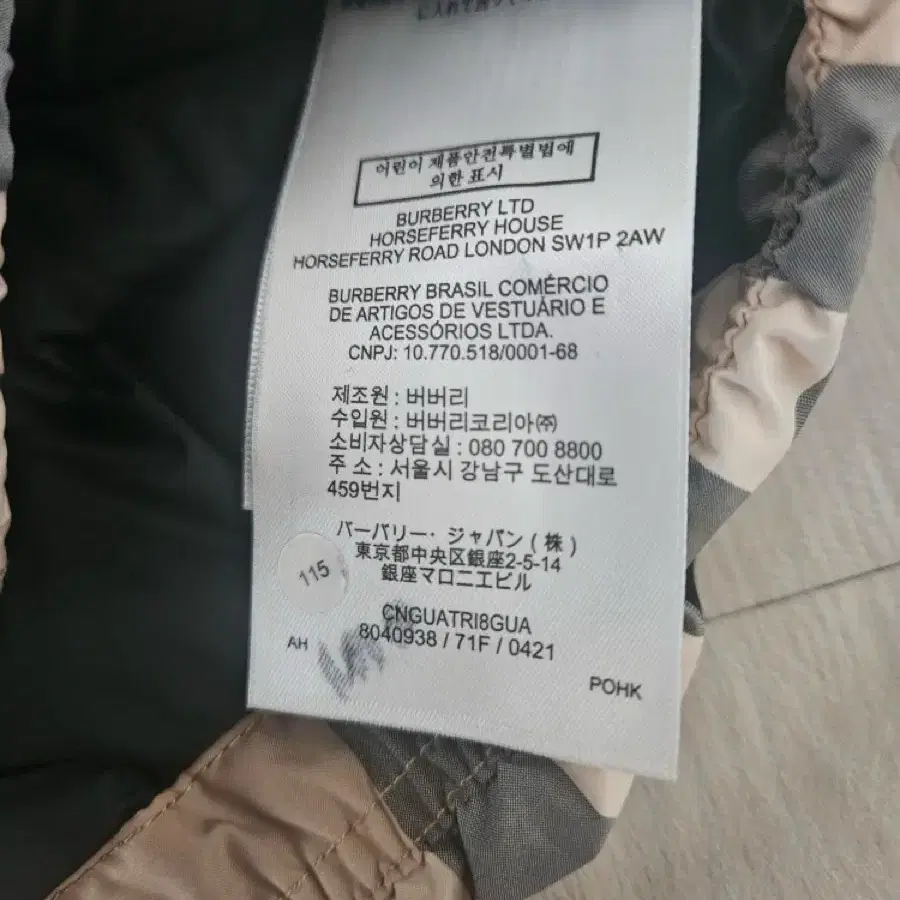 に入れて洗
어린이 제품안전특별법에
의한 표시
BURBERRY LTD
HORSEFERRY HOUSE
HORSEFERRY ROAD LONDON SW1P 2AW
BURBERRY BRASIL COMÉRCIO
DE ARTIGOS DE VESTUÁRIO E
ACESSÓRIOS LTDA.
CNPJ: 10.770.518/0001-68
제조원 : 버버리
수입원 : 버버리코리아㈜
소비자상담실 : 080 700 8800
주 소 : 서울시 강남구 도산대로
459번지
バーバリー・ジャパン ( 株 )
東京都中央区銀座2-5-14
銀座マロニエビル
115
CNGUATRI8GUA
8040938 / 71F / 0421
AH
POHK